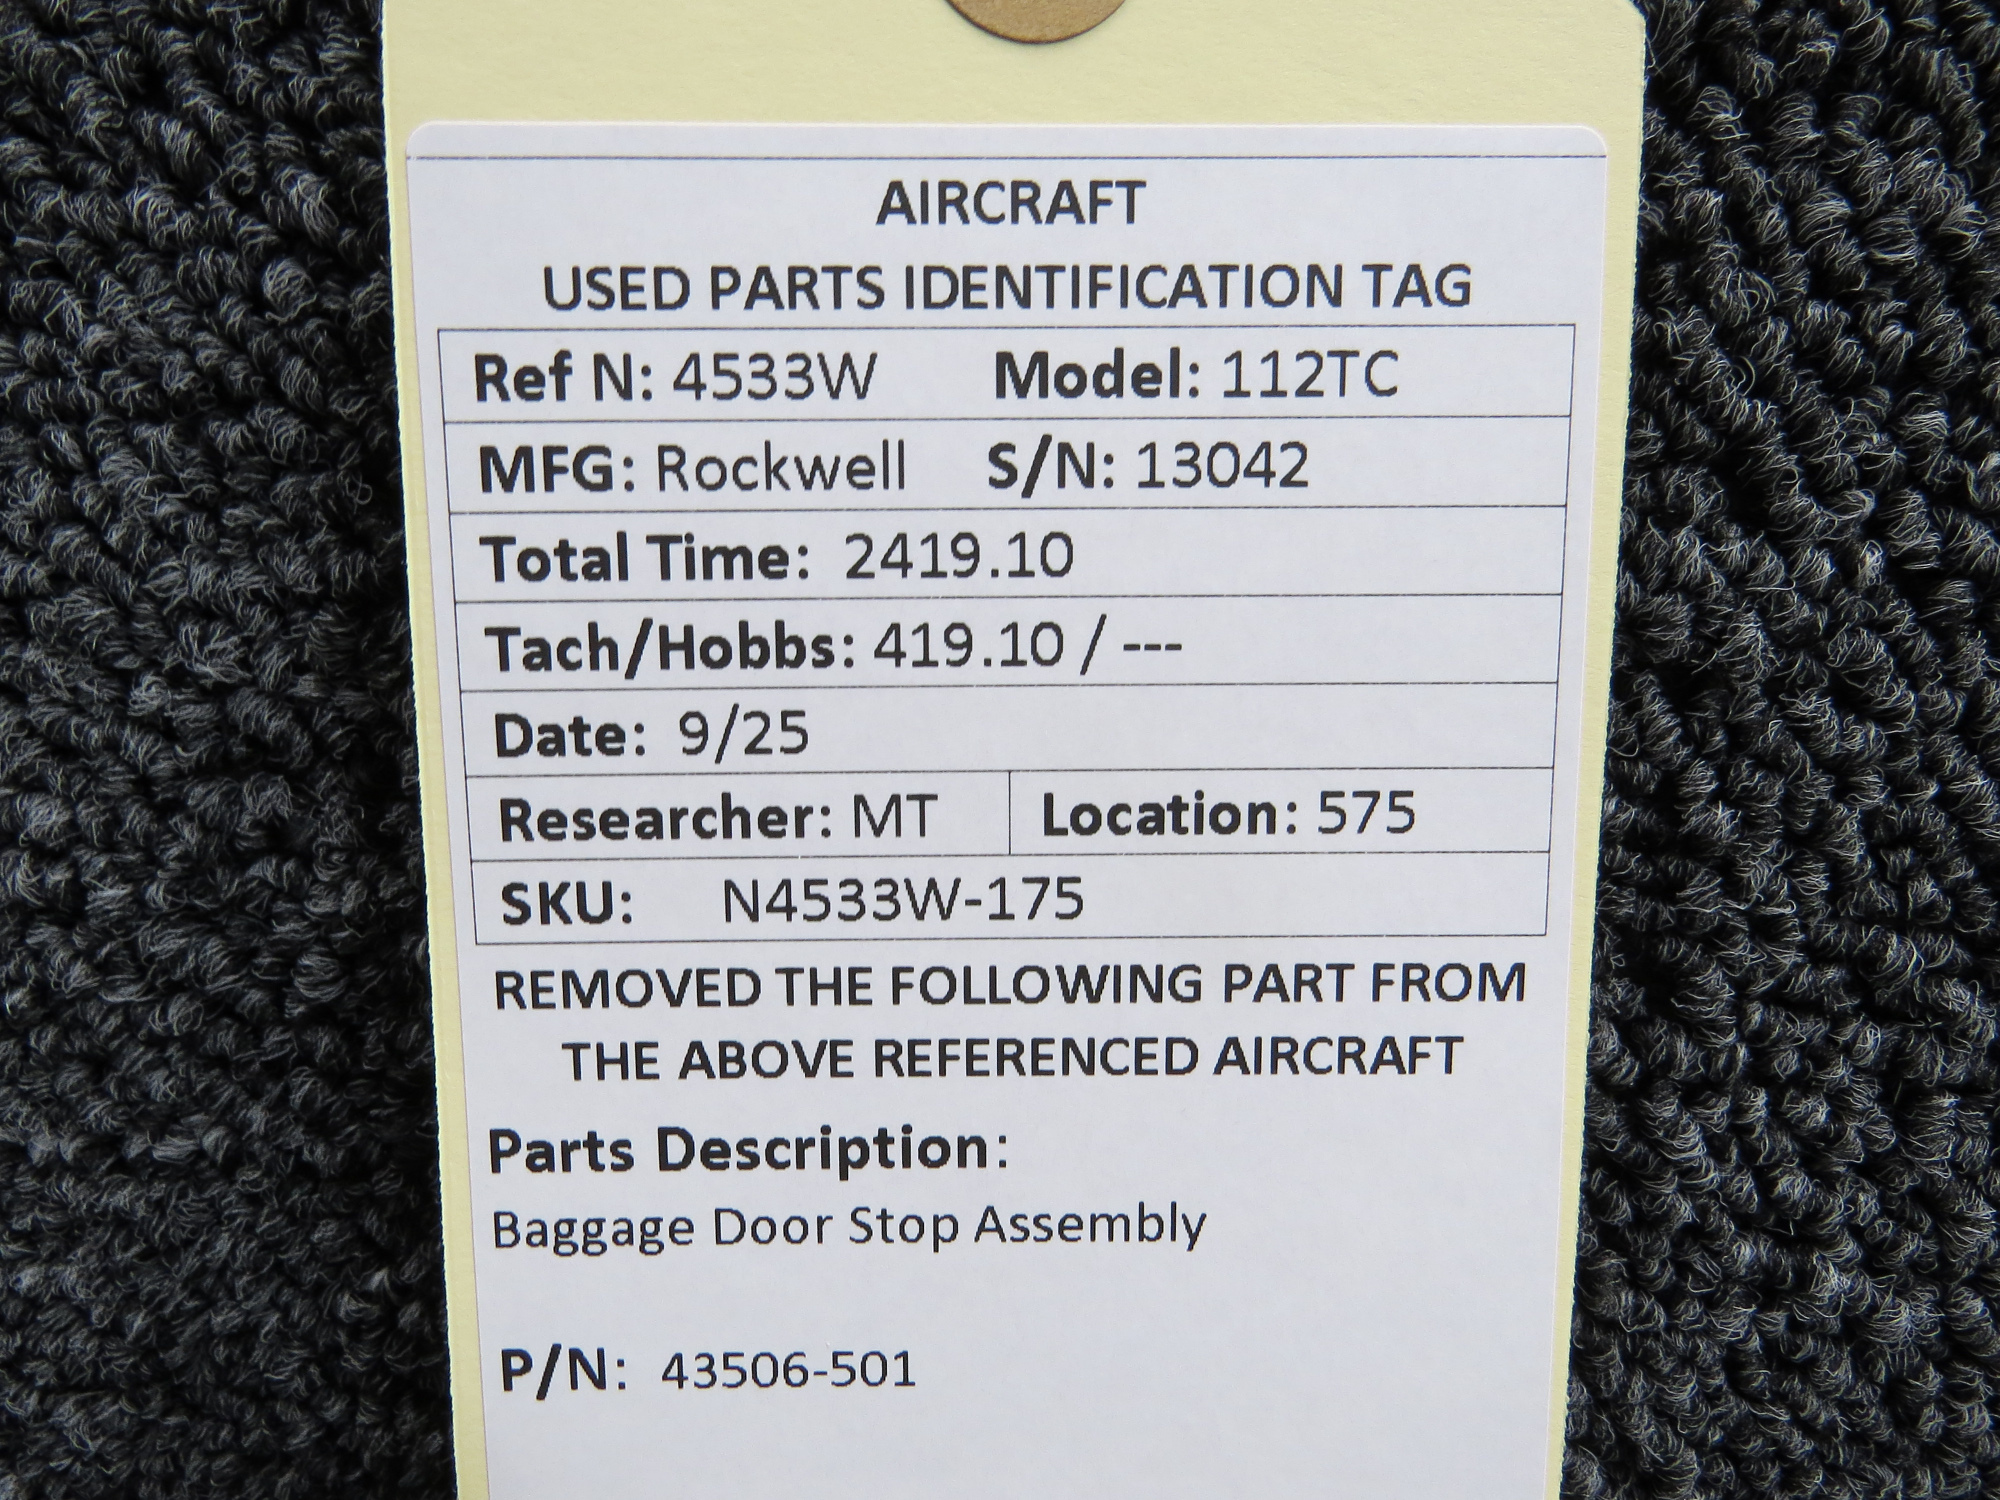 AIRCRAFT
USED PARTS IDENTIFICATION TAG
Ref N: 4533W Model: 112TC
MFG: Rockwell S/N: 13042
Total Time: 2419.10
Tach/Hobbs: 419.10 / ---
Date: 9/25
Researcher: MT Location: 575
SKU: N4533W-175
REMOVED THE FOLLOWING PART FROM
THE ABOVE REFERENCED AIRCRAFT
Parts Description:
Baggage Door Stop Assembly
P/N: 43506-501